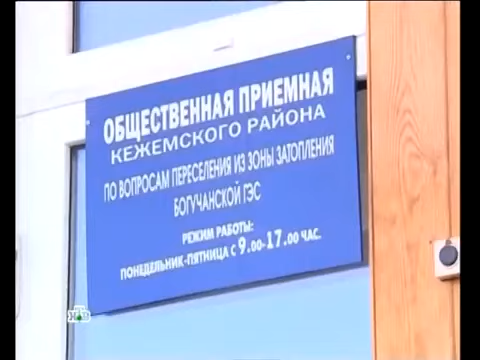 ОБЩЕСТВЕННАЯ ПРИЕМНАЯ
КЕЖЕМСКОГО РАЙОНА
ПО ВОПРОСАМ ПЕРЕСЕЛЕНИЯ ИЗ ЗОНЫ ЗАТОПЛЕНИЯ
БОГУЧАНСКОЙ ГЭС
РЕЖИМ РАБОТЫ:
ПОНЕДЕЛЬНИК-ПЯТНИЦА С 9.00-17.00 ЧАС.
НТВ